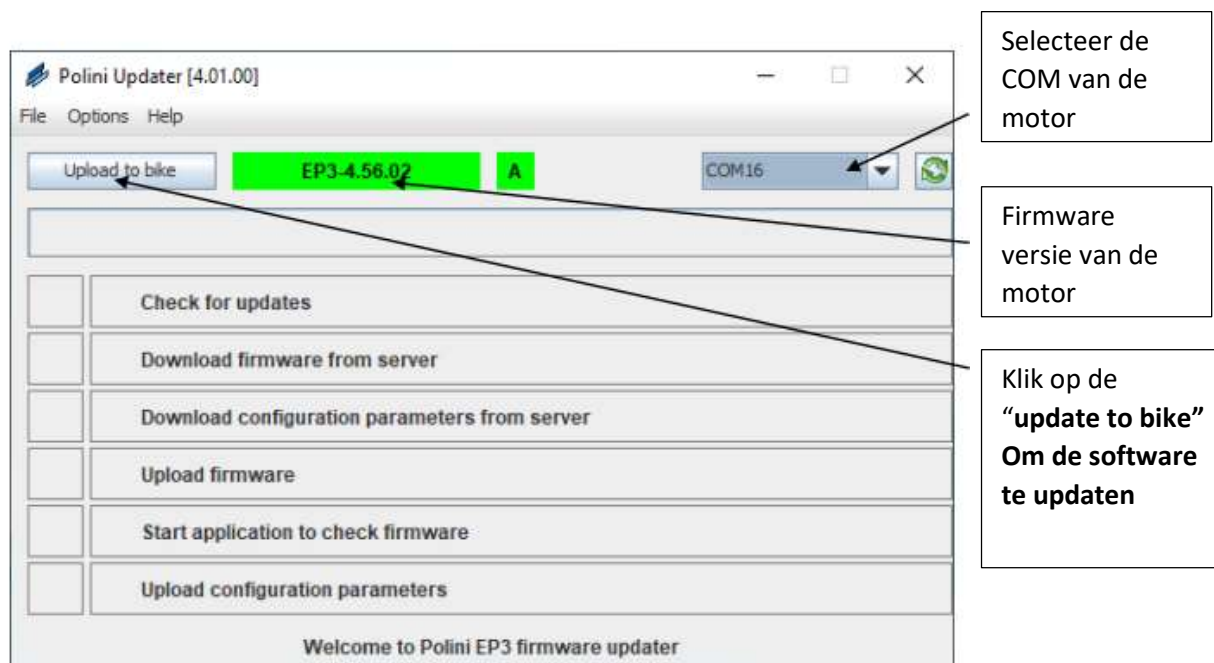 Polini Updater [4.01.00]
File Options Help
Upload to bike
EP3-4.56.02
A
COM16
Check for updates
Download firmware from server
Download configuration parameters from server
Upload firmware
Start application to check firmware
Upload configuration parameters
Welcome to Polini EP3 firmware updater
Selecteer de
COM van de
motor
Firmware
versie van de
motor
Klik op de
“update to bike”
Om de software
te updaten